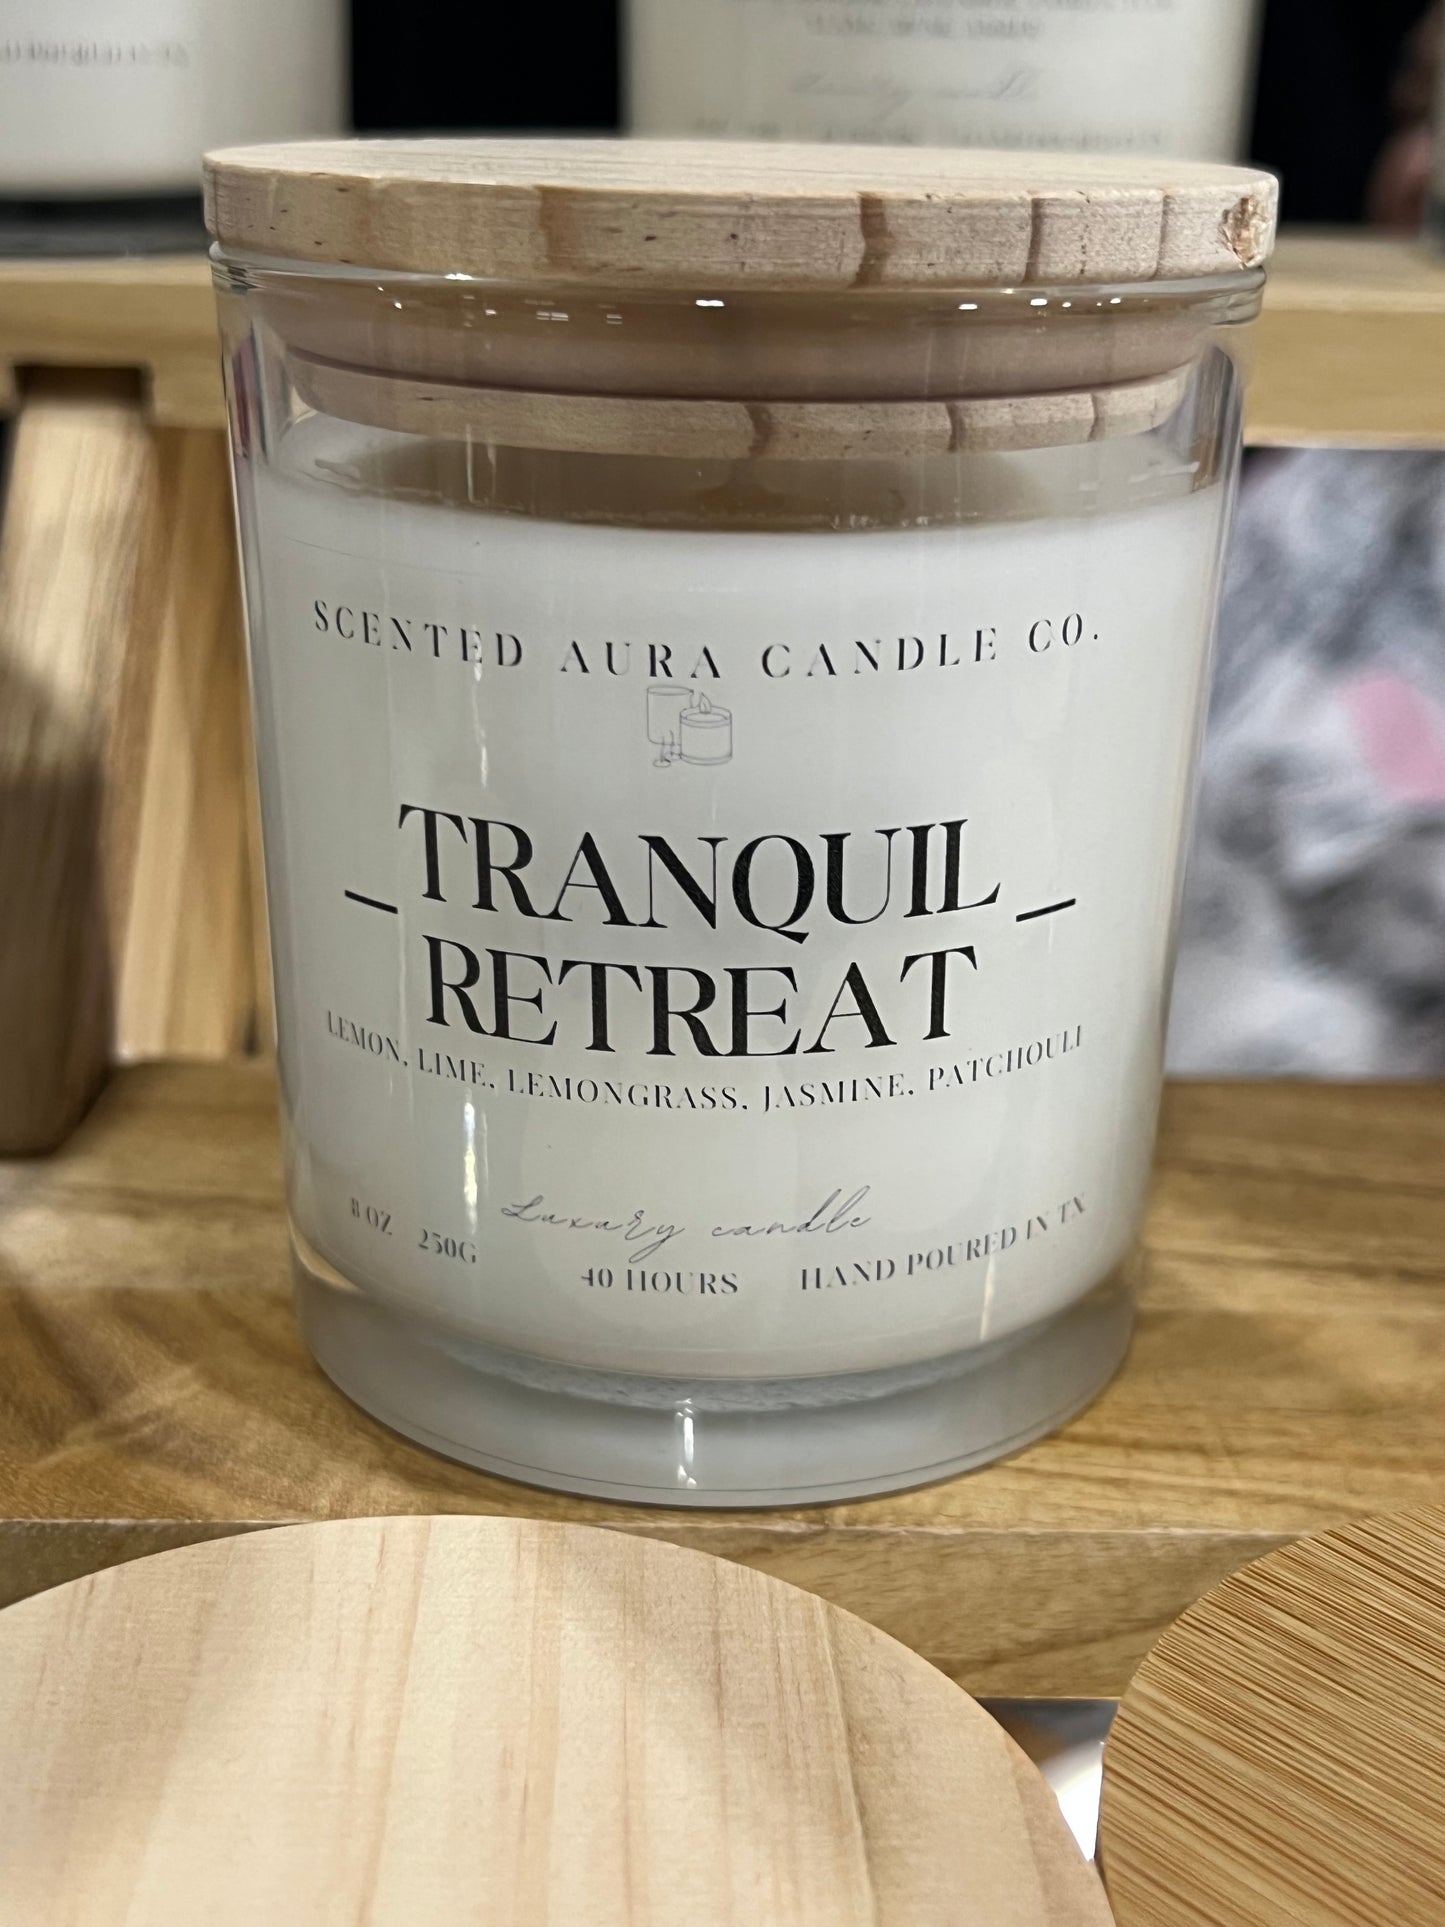 SCENTED AURA CANDLE CO.
_TRANQUIL_
RETREAT
LEMON, LIME, LEMONGRASS, JASMINE, PATCHOULI
Luxury candle
8 OZ 250G 40 HOURS HAND POURED IN TX